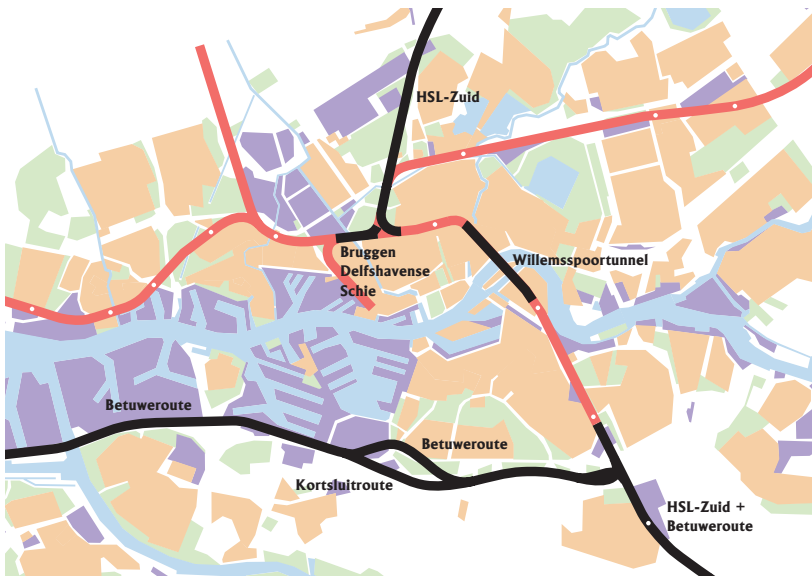 HSL-Zuid
Bruggen
Delfshavense
Schie
Willemsspoortunnel
Betuweroute
Betuweroute
Kortsluitroute
HSL-Zuid +
Betuweroute